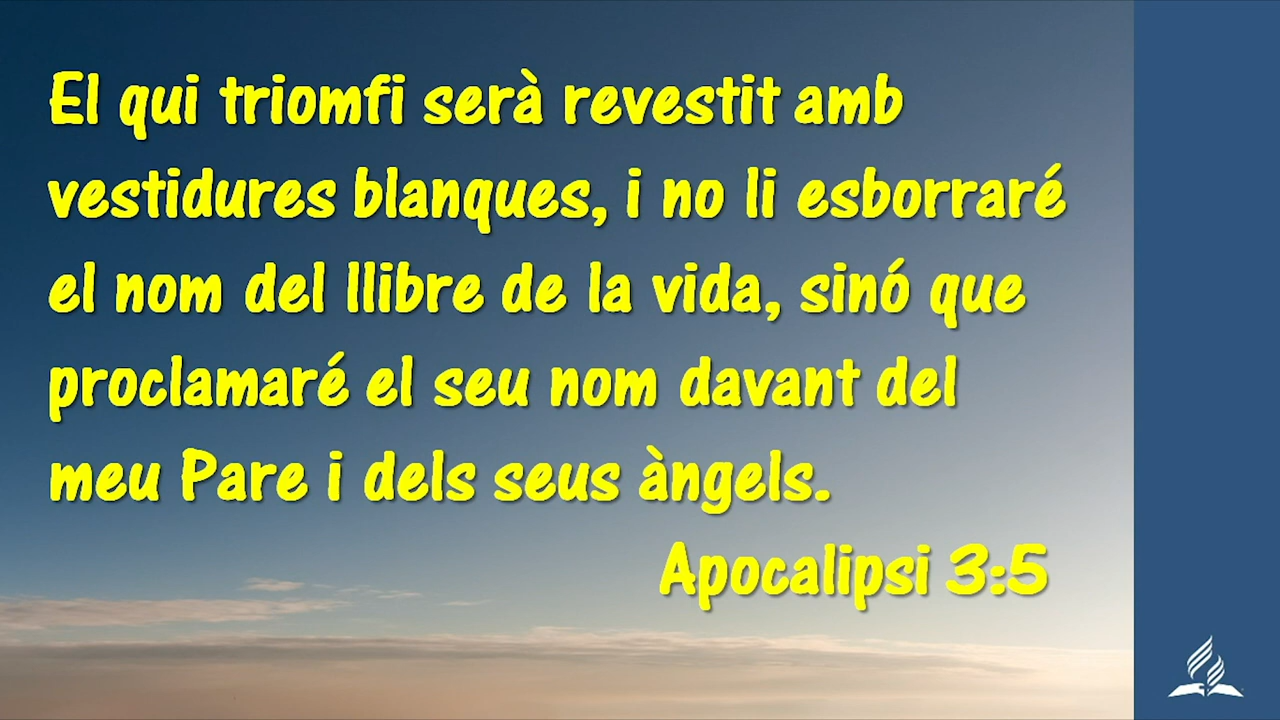 El qui triomfi serà revestit amb
vestidures blanques, i no li esborraré
el nom del llibre de la vida, sinó que
proclamaré el seu nom davant del
meu Pare i dels seus àngels.
Apocalipsi 3:5